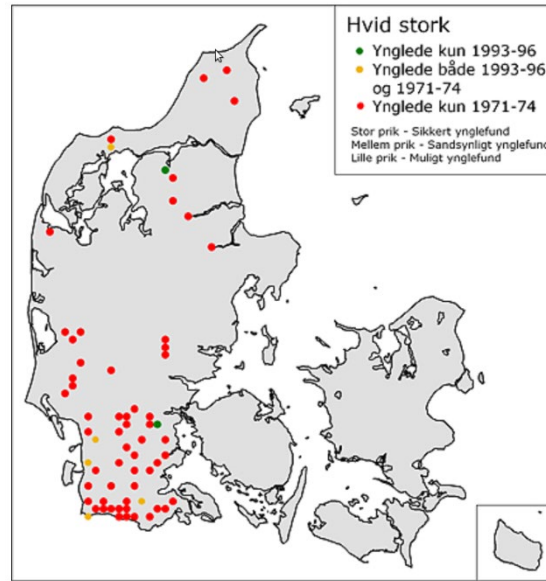 Hvid stork
Ynglede kun 1993-96
Ynglede både 1993-96
og 1971-74
Ynglede kun 1971-74
Stor prik - Sikkert ynglefund
Mellem prik - Sandsynligt ynglefund
Lille prik - Muligt ynglefund